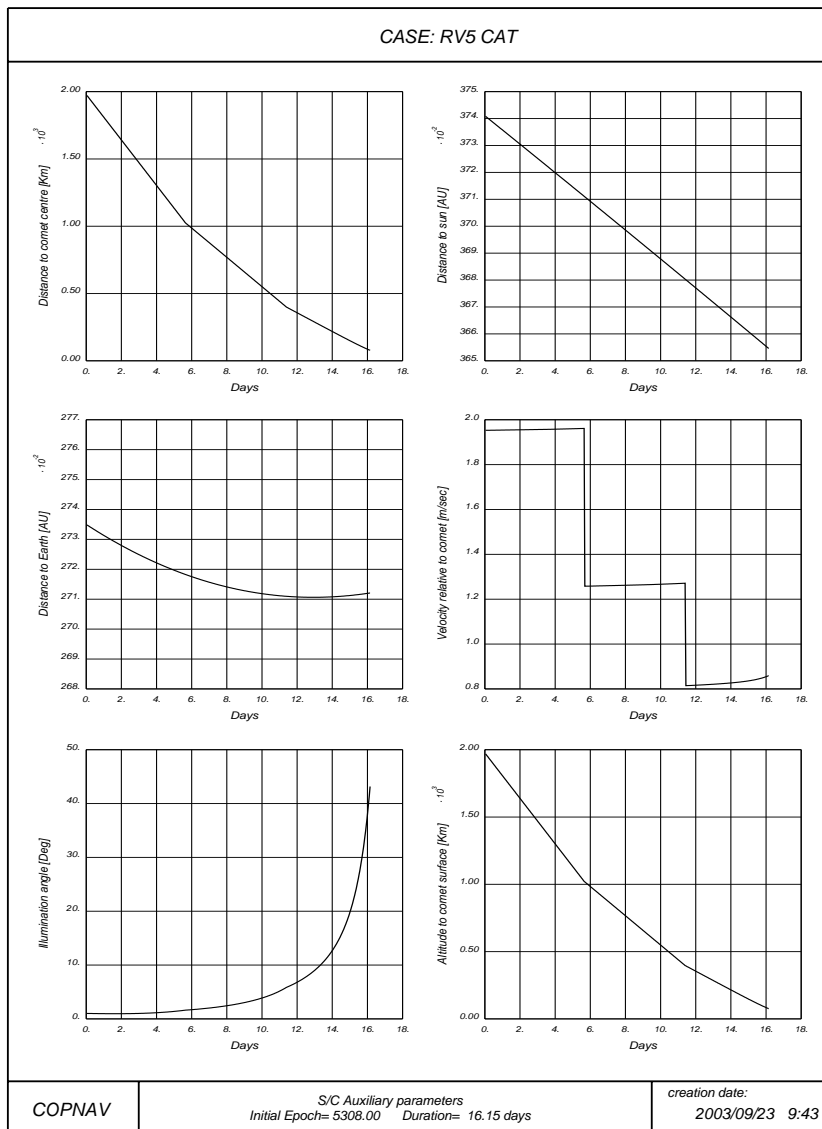 CASE: RV5 CAT
2.00
1.50
1.00
0.50
0.00
Distance to comet centre [Km]
·10³
0. 2. 4. 6. 8. 10. 12. 14. 16. 18.
Days
375.
374.
373.
372.
371.
370.
369.
368.
367.
366.
365.
Distance to sun [AU]
·10⁻²
0. 2. 4. 6. 8. 10. 12. 14. 16. 18.
Days
277.
276.
275.
274.
273.
272.
271.
270.
269.
268.
Distance to Earth [AU]
·10⁻²
0. 2. 4. 6. 8. 10. 12. 14. 16. 18.
Days
2.0
1.8
1.6
1.4
1.2
1.0
0.8
Velocity relative to comet [m/sec]
0. 2. 4. 6. 8. 10. 12. 14. 16. 18.
Days
50.
40.
30.
20.
10.
0.
Illumination angle [Deg]
0. 2. 4. 6. 8. 10. 12. 14. 16. 18.
Days
2.00
1.50
1.00
0.50
0.00
Altitude to comet surface [Km]
·10³
0. 2. 4. 6. 8. 10. 12. 14. 16. 18.
Days
COPNAV
S/C Auxiliary parameters
Initial Epoch= 5308.00 Duration= 16.15 days
creation date:
2003/09/23 9:43